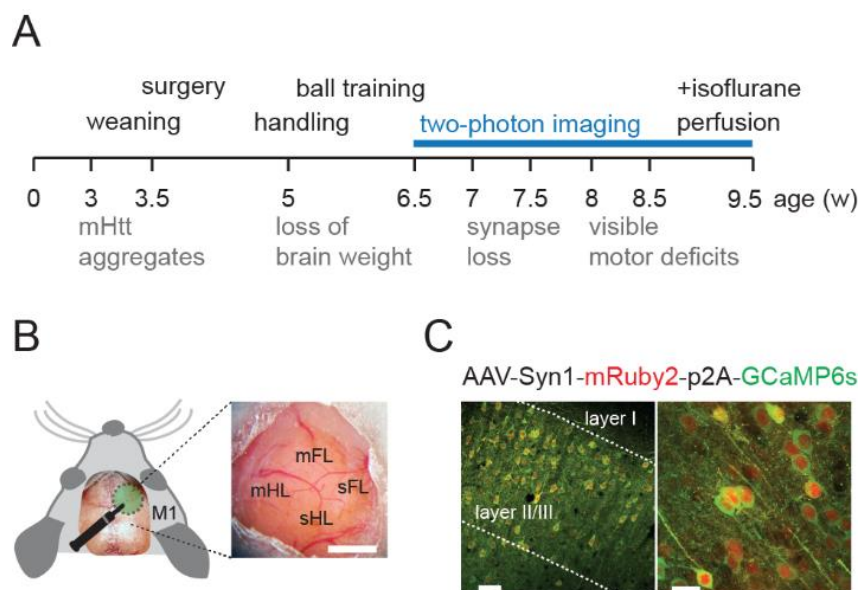 A
surgery ball training +isoflurane
weaning handling two-photon imaging perfusion
0 3 3.5 5 6.5 7 7.5 8 8.5 9.5 age (w)
mHtt loss of synapse visible
aggregates brain weight loss motor deficits
B
M1
mFL
mHL sFL
sHL
C
AAV-Syn1-mRuby2-p2A-GCaMP6s
layer I
layer II/III